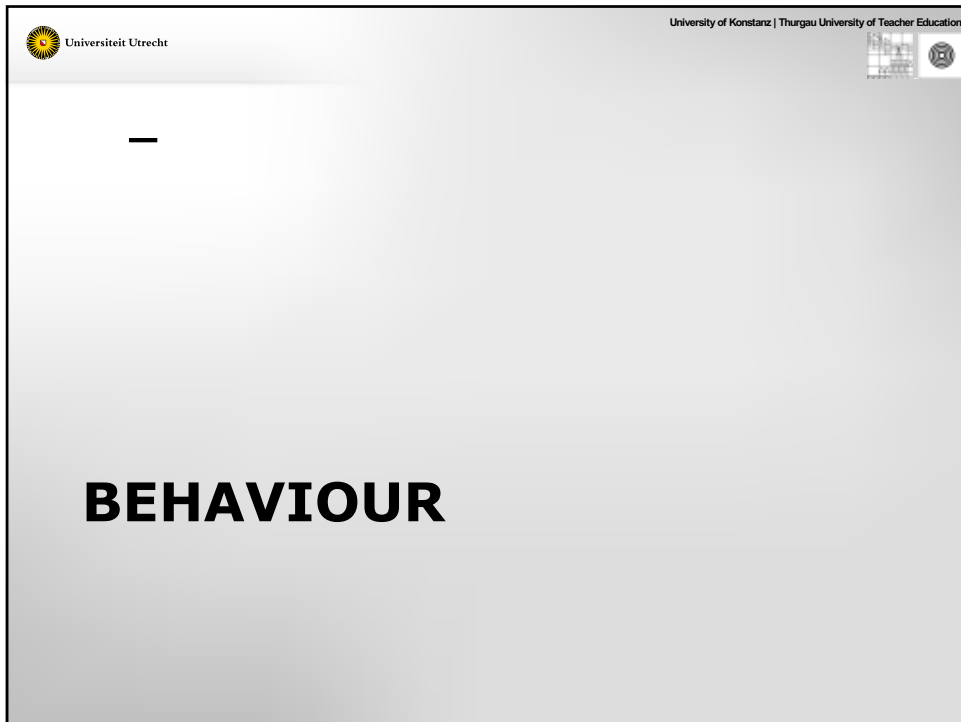 University of Konstanz | Thurgau University of Teacher Education
Universiteit Utrecht
–
BEHAVIOUR